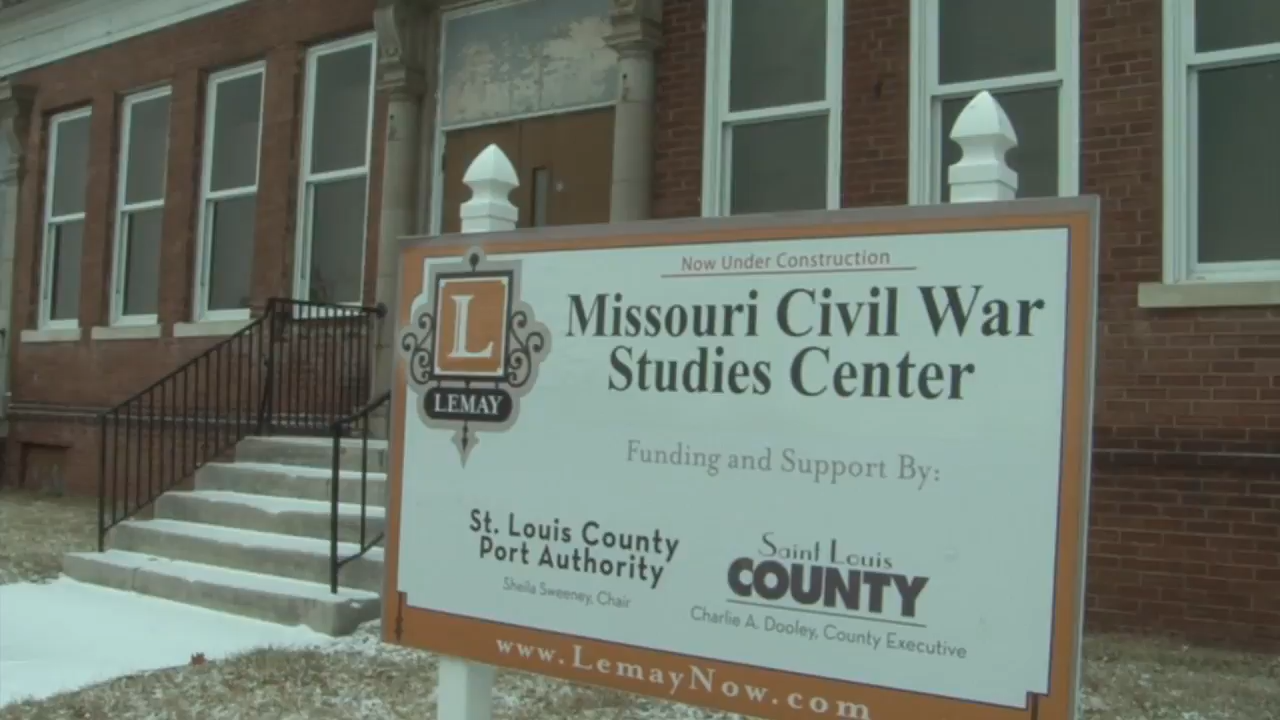 Now Under Construction
Missouri Civil War
Studies Center
L
LEMAY
Funding and Support By:
St. Louis County
Port Authority
Sheila Sweeney, Chair
Saint Louis
COUNTY
Charlie A. Dooley, County Executive
www.LemayNow.com